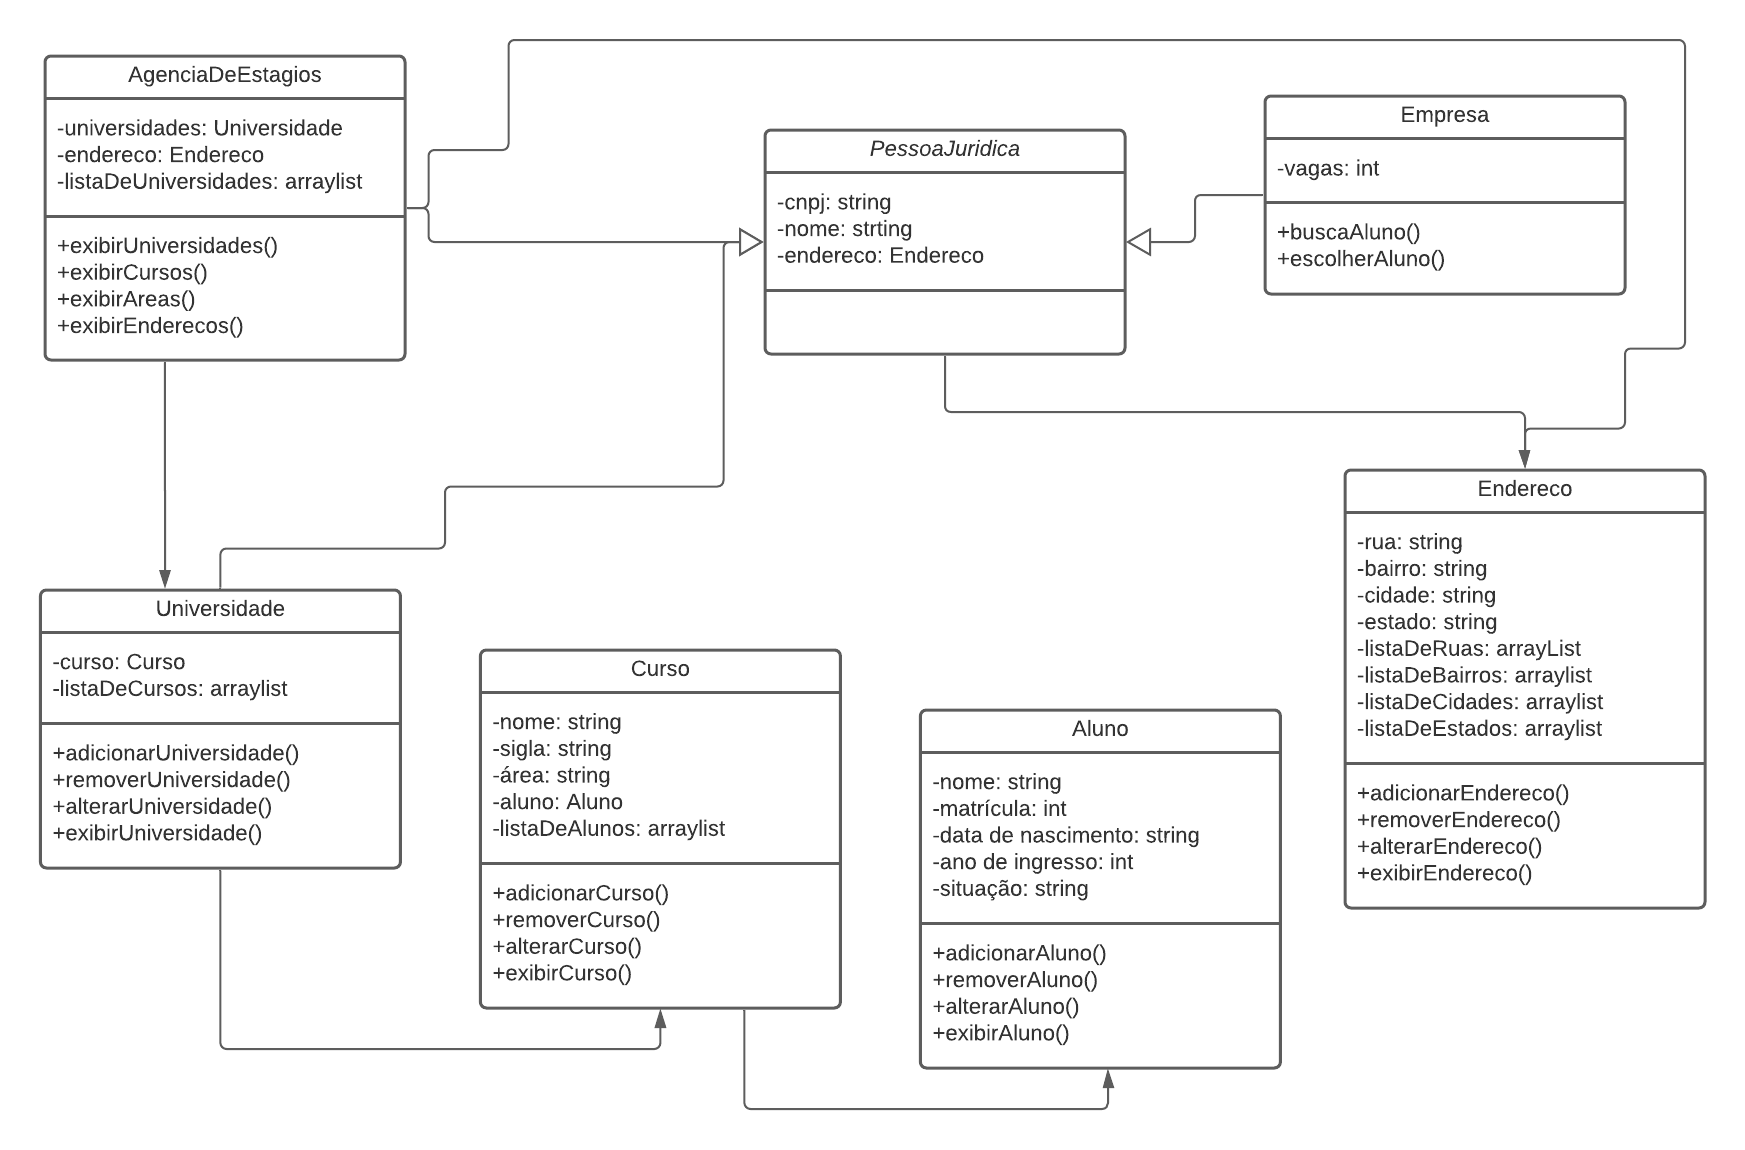 AgenciaDeEstagios
-universidades: Universidade
-endereco: Endereco
-listaDeUniversidades: arraylist
+exibirUniversidades()
+exibirCursos()
+exibirAreas()
+exibirEnderecos()
PessoaJuridica
-cnpj: string
-nome: strting
-endereco: Endereco
Empresa
-vagas: int
+buscaAluno()
+escolherAluno()
Universidade
-curso: Curso
-listaDeCursos: arraylist
+adicionarUniversidade()
+removerUniversidade()
+alterarUniversidade()
+exibirUniversidade()
Curso
-nome: string
-sigla: string
-área: string
-aluno: Aluno
-listaDeAlunos: arraylist
+adicionarCurso()
+removerCurso()
+alterarCurso()
+exibirCurso()
Aluno
-nome: string
-matrícula: int
-data de nascimento: string
-ano de ingresso: int
-situação: string
+adicionarAluno()
+removerAluno()
+alterarAluno()
+exibirAluno()
Endereco
-rua: string
-bairro: string
-cidade: string
-estado: string
-listaDeRuas: arrayList
-listaDeBairros: arraylist
-listaDeCidades: arraylist
-listaDeEstados: arraylist
+adicionarEndereco()
+removerEndereco()
+alterarEndereco()
+exibirEndereco()